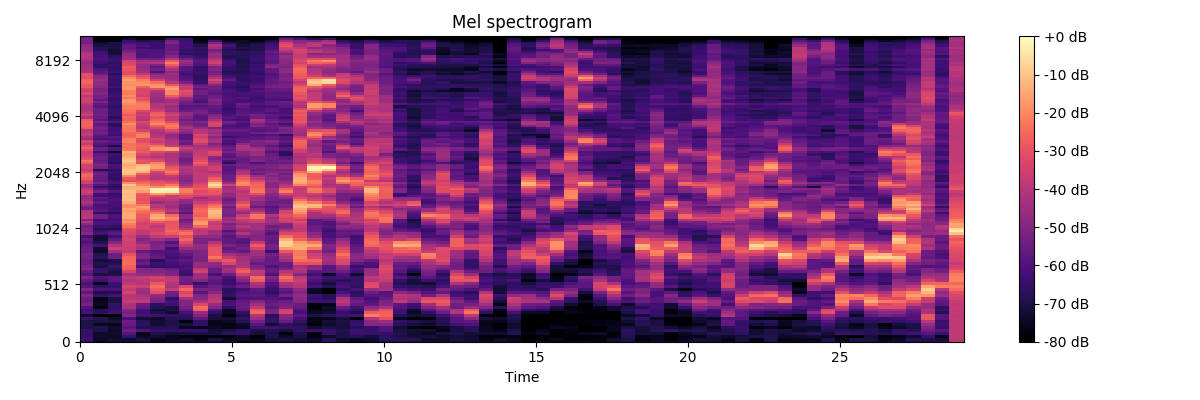 Mel spectrogram
Hz
8192
4096
2048
1024
512
0
0 5 10 15 20 25
Time
+0 dB
-10 dB
-20 dB
-30 dB
-40 dB
-50 dB
-60 dB
-70 dB
-80 dB